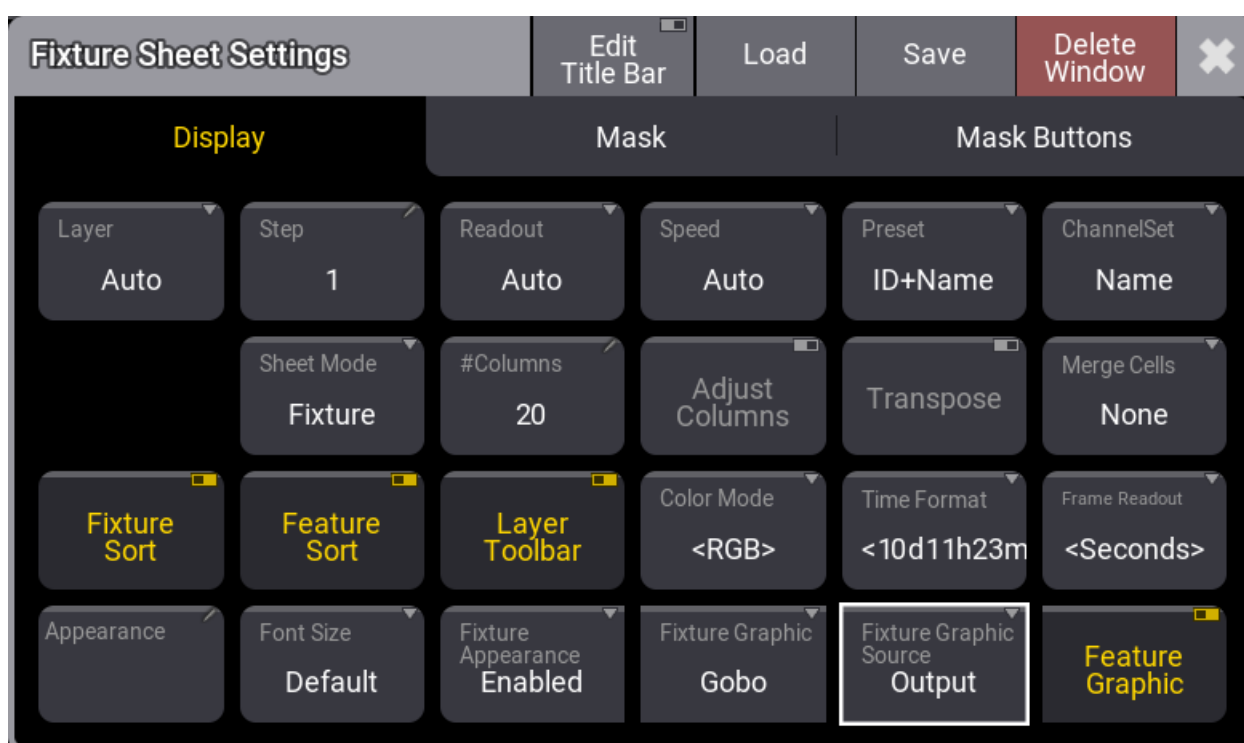 Fixture Sheet Settings
Edit
Title Bar
Load
Save
Delete
Window
Display
Mask
Mask Buttons
Layer
Auto
Step
1
Readout
Auto
Speed
Auto
Preset
ID+Name
ChannelSet
Name
Sheet Mode
Fixture
#Columns
20
Adjust
Columns
Transpose
Merge Cells
None
Fixture
Sort
Feature
Sort
Layer
Toolbar
Color Mode
<RGB>
Time Format
<10d11h23m
Frame Readout
<Seconds>
Appearance
Font Size
Default
Fixture
Appearance
Enabled
Fixture Graphic
Gobo
Fixture Graphic
Source
Output
Feature
Graphic